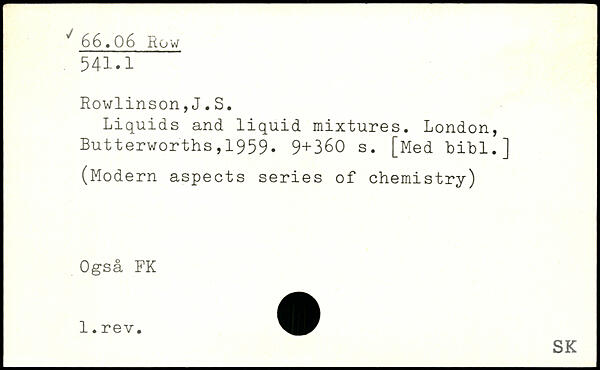 ✓ 66.06 Row
541.1
Rowlinson,J.S.
Liquids and liquid mixtures. London,
Butterworths,1959. 9+360 s. [Med bibl.]
(Modern aspects series of chemistry)
Også FK
1.rev.
SK